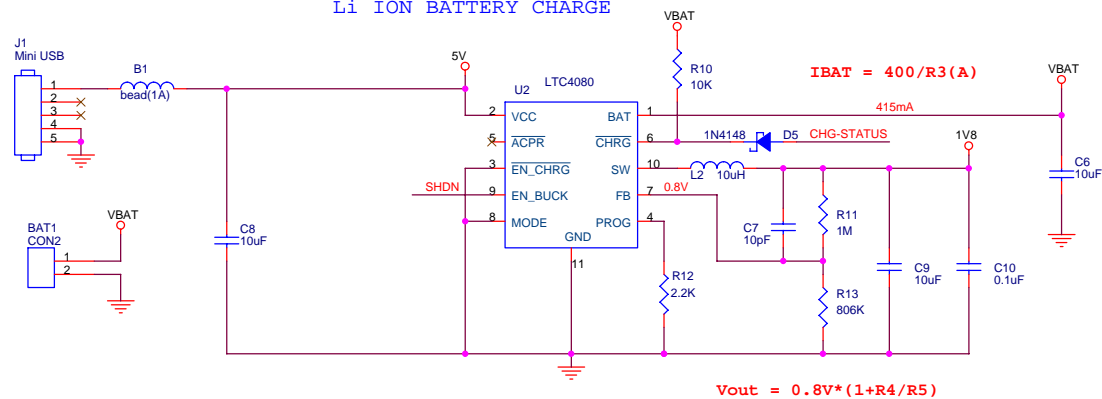 Li ION BATTERY CHARGE
J1
Mini USB
1
2
3
4
5
B1
bead(1A)
5V
U2
LTC4080
2 VCC
5 ACPR
3 EN_CHRG
9 EN_BUCK
8 MODE
GND
11
BAT 1
CHRG 6
SW 10
FB 7
PROG 4
SHDN
VBAT
R10
10K
IBAT = 400/R3(A)
415mA
VBAT
1N4148
D5
CHG-STATUS
1V8
L2
10uH
0.8V
C6
10uF
C7
10pF
R11
1M
R12
2.2K
R13
806K
C9
10uF
C10
0.1uF
C8
10uF
BAT1
CON2
1
2
VBAT
Vout = 0.8V*(1+R4/R5)